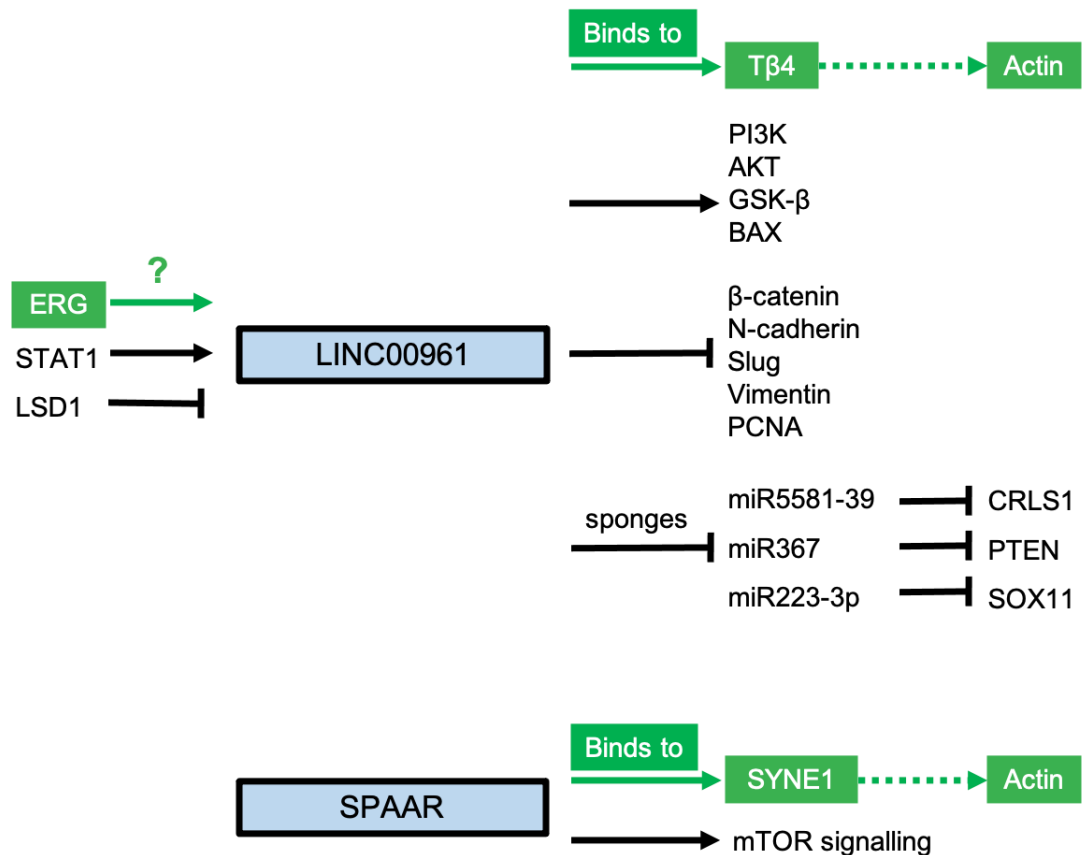 Binds to
Tβ4
Actin
PI3K
AKT
GSK-β
BAX
?
ERG
STAT1
LSD1
LINC00961
β-catenin
N-cadherin
Slug
Vimentin
PCNA
sponges
miR5581-39
CRLS1
miR367
PTEN
miR223-3p
SOX11
Binds to
SYNE1
Actin
SPAAR
mTOR signalling